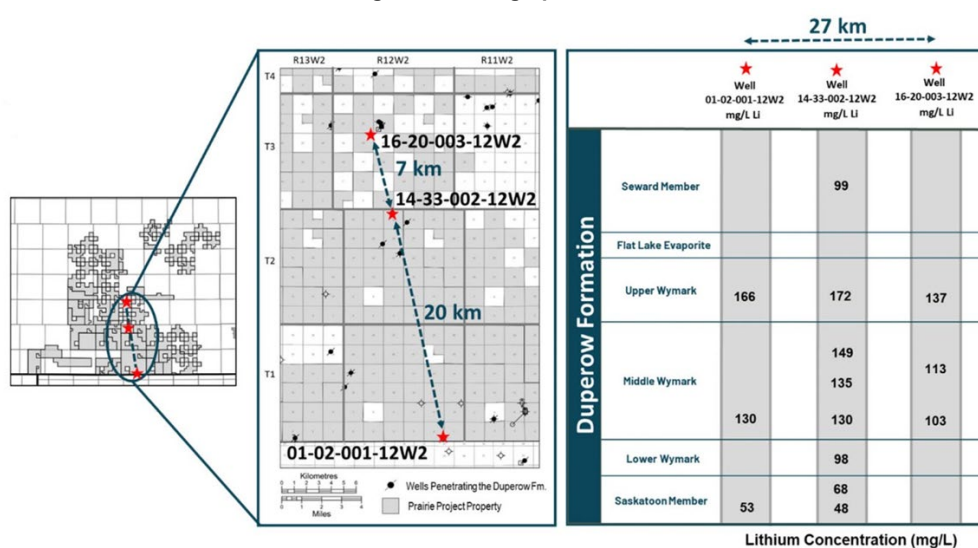 27 km
R13W2 R12W2 R11W2
T4
T3
T2
T1
16-20-003-12W2
7 km
14-33-002-12W2
20 km
01-02-001-12W2
Kilometres
Miles
Wells Penetrating the Duperow Fm.
Prairie Project Property
Well
01-02-001-12W2
mg/L Li
Well
14-33-002-12W2
mg/L Li
Well
16-20-003-12W2
mg/L Li
Duperow Formation
Seward Member 99
Flat Lake Evaporite
Upper Wymark 166 172 137
Middle Wymark
149
113
135
130 130 103
Lower Wymark 98
Saskatoon Member
68
53 48
Lithium Concentration (mg/L)